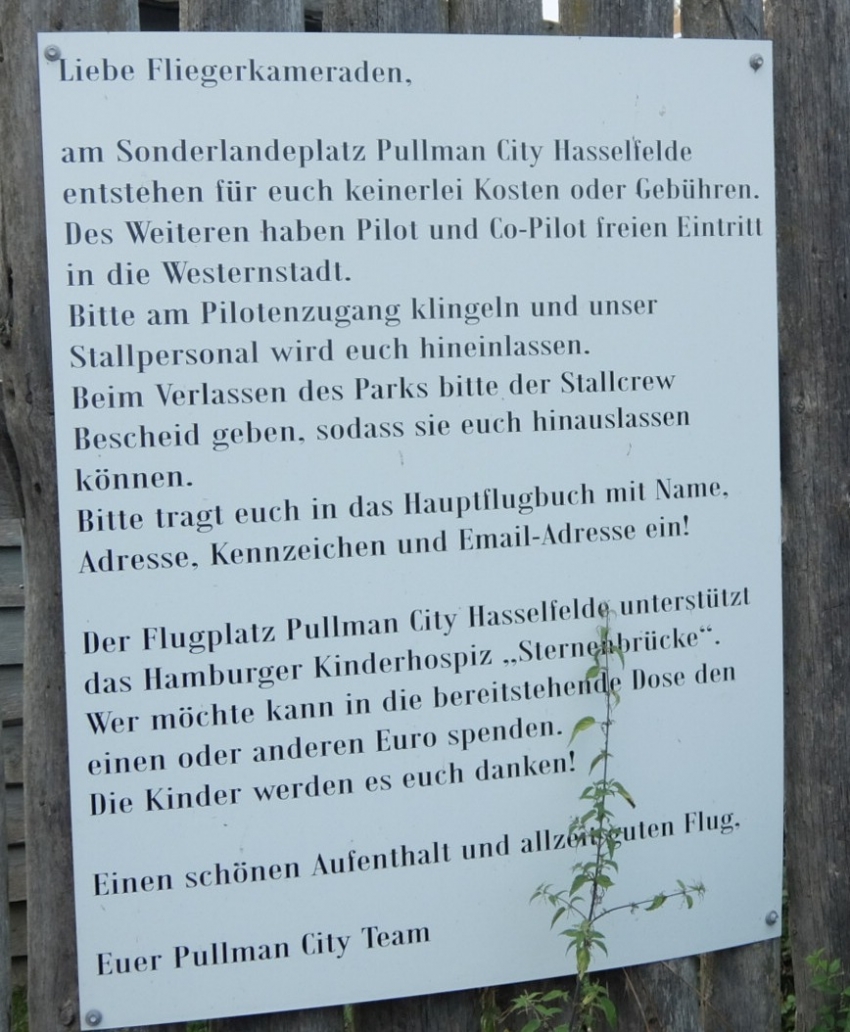 Liebe Fliegerkameraden,
am Sonderlandeplatz Pullman City Hasselfelde
entstehen für euch keinerlei Kosten oder Gebühren.
Des Weiteren haben Pilot und Co-Pilot freien Eintritt
in die Westernstadt.
Bitte am Pilotenzugang klingeln und unser
Stallpersonal wird euch hineinlassen.
Beim Verlassen des Parks bitte der Stallcrew
Bescheid geben, sodass sie euch hinauslassen
können.
Bitte tragt euch in das Hauptflugbuch mit Name,
Adresse, Kennzeichen und Email-Adresse ein!
Der Flugplatz Pullman City Hasselfelde unterstützt
das Hamburger Kinderhospiz „Sternenbrücke“.
Wer möchte kann in die bereitstehende Dose den
einen oder anderen Euro spenden.
Die Kinder werden es euch danken!
Einen schönen Aufenthalt und allzeit guten Flug,
Euer Pullman City Team